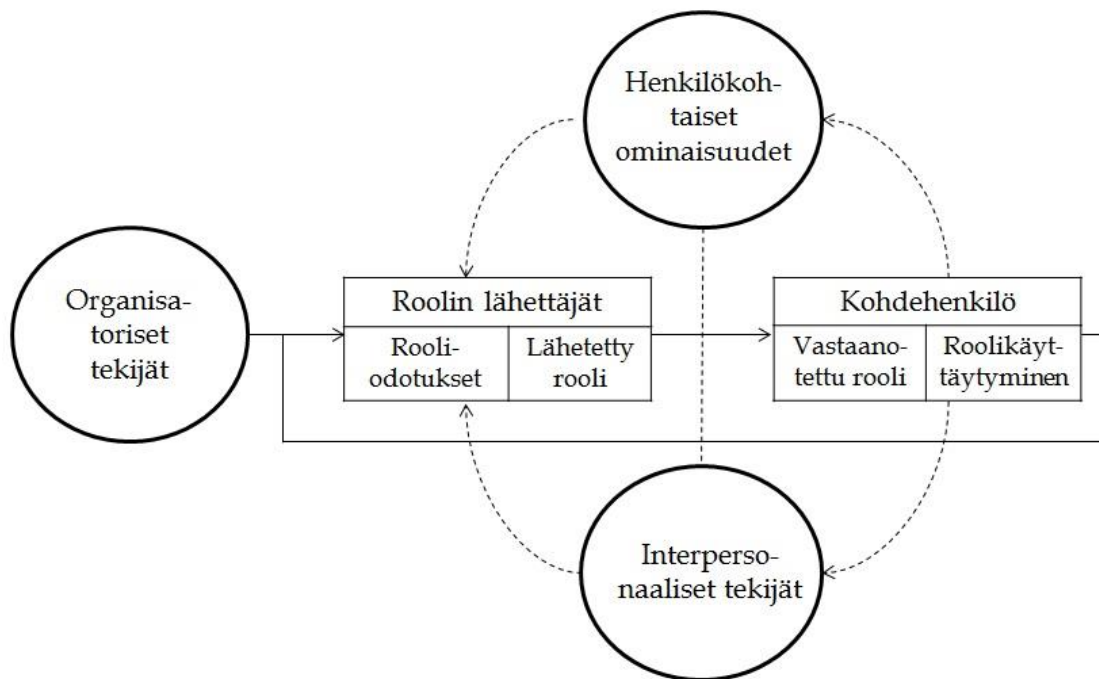 Henkilökoh-
taiset
ominaisuudet
Organisa-
toriset
tekijät
Roolin lähettäjät
Rooli-
odotukset
Lähetetty
rooli
Kohdehenkilö
Vastaano-
tettu rooli
Roolikäyt-
täytyminen
Interperso-
naaliset tekijät